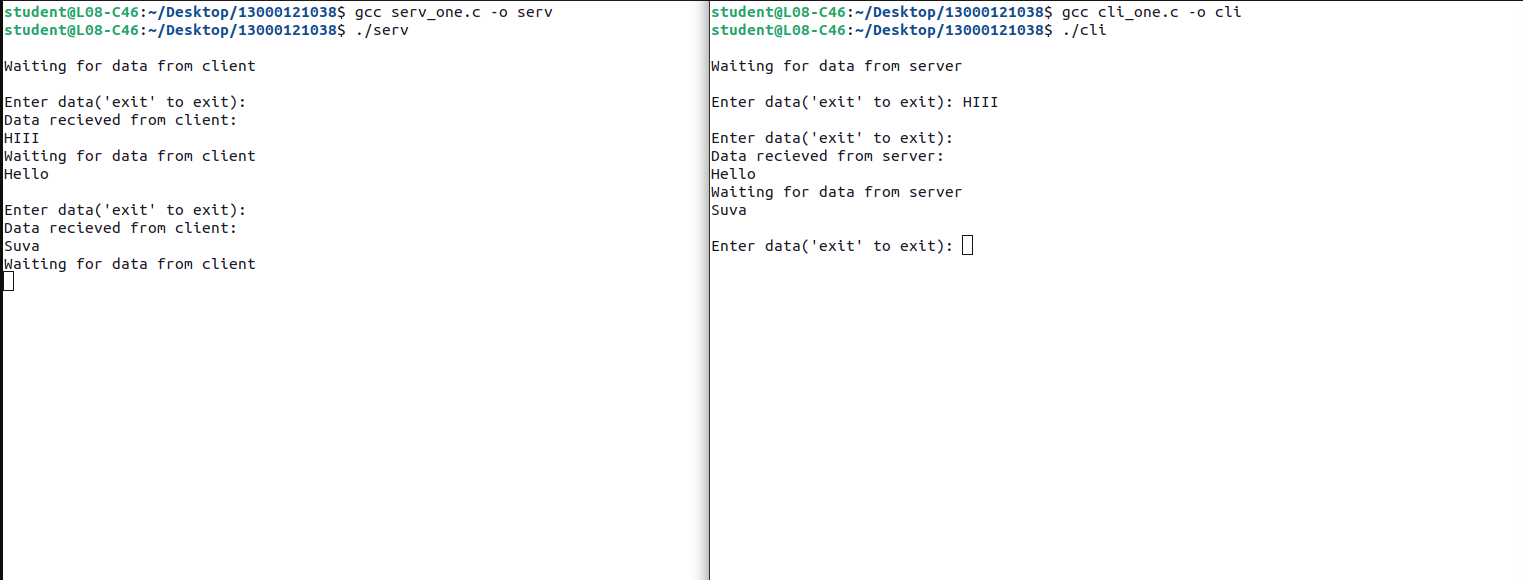 student@L08-C46:~/Desktop/13000121038$ gcc serv_one.c -o serv
student@L08-C46:~/Desktop/13000121038$ ./serv
Waiting for data from client
Enter data('exit' to exit):
Data recieved from client:
HIII
Waiting for data from client
Hello
Enter data('exit' to exit):
Data recieved from client:
Suva
Waiting for data from client
student@L08-C46:~/Desktop/13000121038$ gcc cli_one.c -o cli
student@L08-C46:~/Desktop/13000121038$ ./cli
Waiting for data from server
Enter data('exit' to exit): HIII
Enter data('exit' to exit):
Data recieved from server:
Hello
Waiting for data from server
Suva
Enter data('exit' to exit):